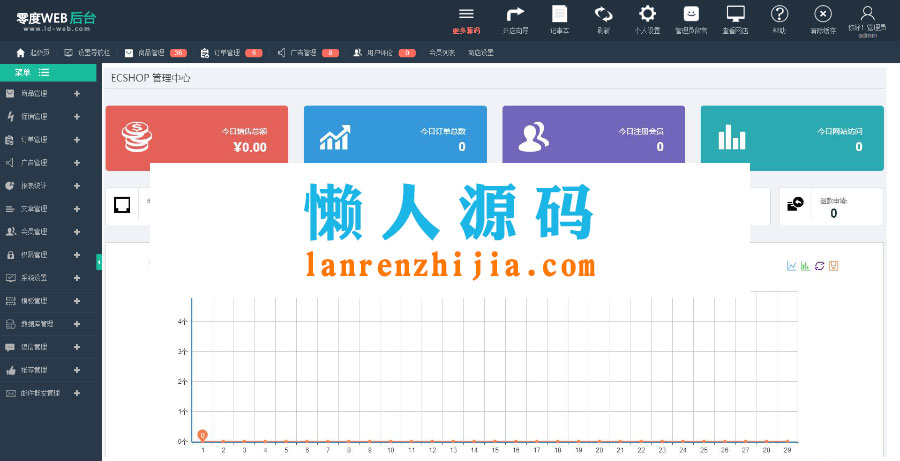 零度WEB后台
www.ld-web.com
更多源码
开启向导
记事本
刷新
个人设置
管理员留言
查看网店
帮助
清除缓存
你好！管理员
admin
起始页
设置导航栏
商品管理 36
订单管理 6
广告管理 8
用户评论 0
会员列表
商店设置
菜单
ECSHOP 管理中心
商品管理 +
促销管理 +
订单管理 +
广告管理 +
报表统计 +
文章管理 +
会员管理 +
权限管理 +
系统设置 +
模板管理 +
数据库管理 +
短信管理 +
推荐管理 +
邮件群发管理 +
今日销售总额
¥0.00
今日订单总数
0
今日注册会员
0
今日网站访问
0
退款申请:
0
懒人源码
lanrenzhijia.com
4个
3个
2个
1个
0个
0
1 2 3 4 5 6 7 8 9 10 11 12 13 14 15 16 17 18 19 20 21 22 23 24 25 26 27 28 29